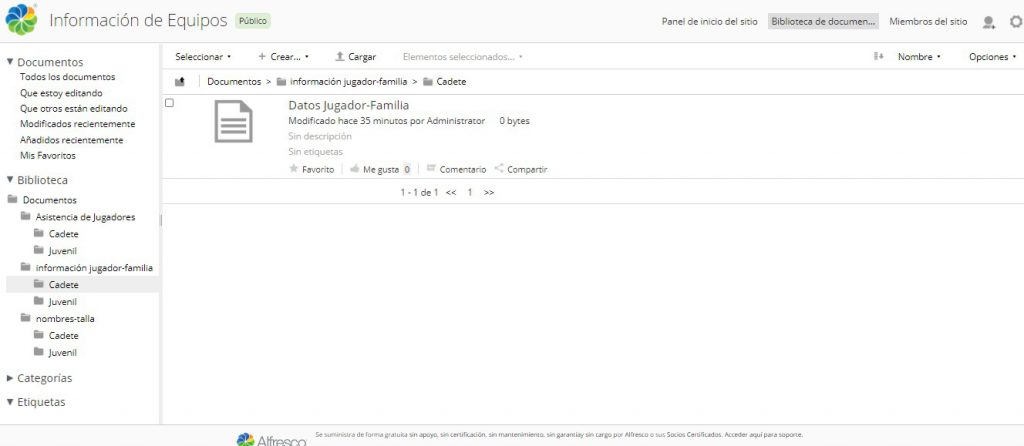 Información de Equipos Público
Panel de inicio del sitio Biblioteca de documen... Miembros del sitio
Documentos
Todos los documentos
Que estoy editando
Que otros están editando
Modificados recientemente
Añadidos recientemente
Mis Favoritos
Biblioteca
Documentos
Asistencia de Jugadores
Cadete
Juvenil
información jugador-familia
Cadete
Juvenil
nombres-talla
Cadete
Juvenil
Categorías
Etiquetas
Seleccionar Crear... Cargar Elementos seleccionados... Nombre Opciones
Documentos > información jugador-familia > Cadete
Datos Jugador-Familia
Modificado hace 35 minutos por Administrator 0 bytes
Sin descripción
Sin etiquetas
Favorito Me gusta 0 Comentario Compartir
1 - 1 de 1 << 1 >>
Alfresco Se suministra de forma gratuita sin apoyo, sin certificación, sin mantenimiento, sin garantíay sin cargo por Alfresco o sus Socios Certificados. Acceder aquí para soporte.